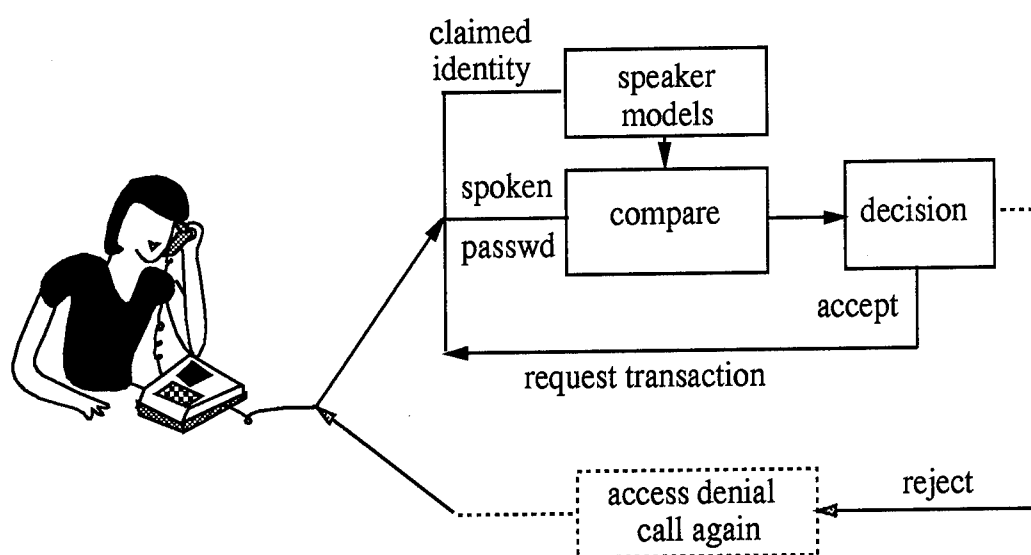 claimed
identity
speaker
models
spoken
passwd
compare
decision
accept
request transaction
access denial
call again
reject